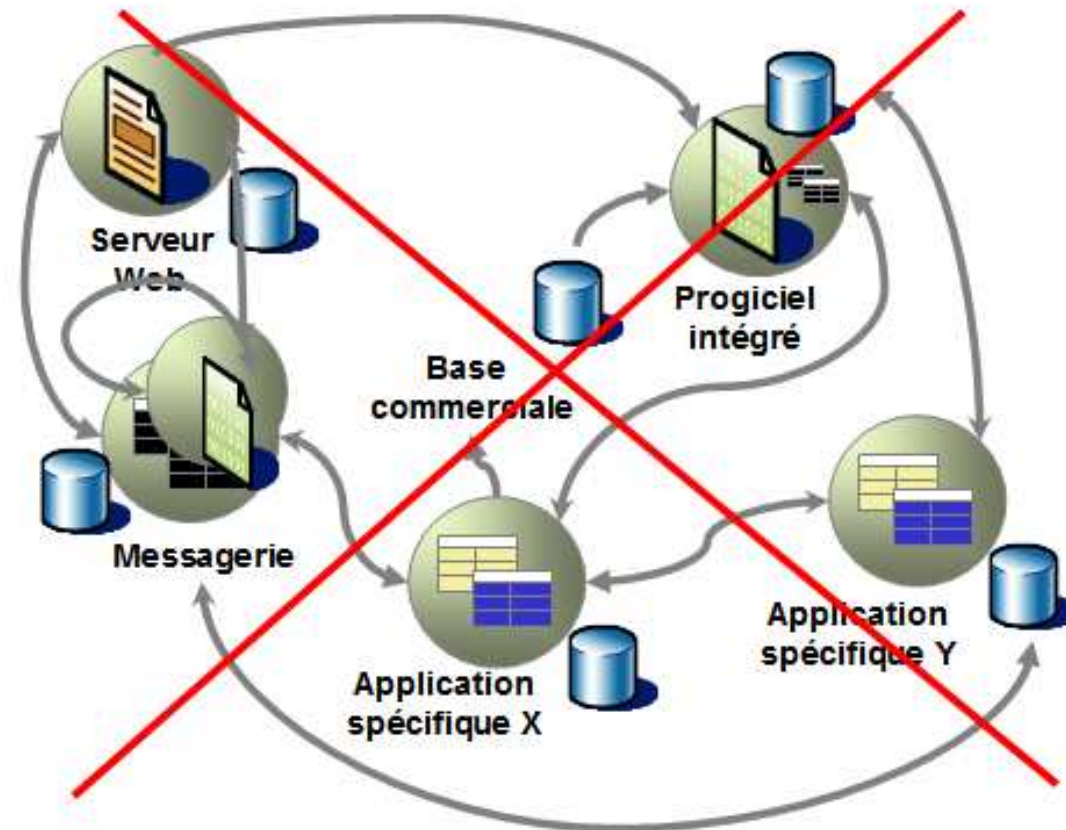 Serveur
Web
Progiciel
intégré
Base
commerciale
Messagerie
Application
spécifique X
Application
spécifique Y